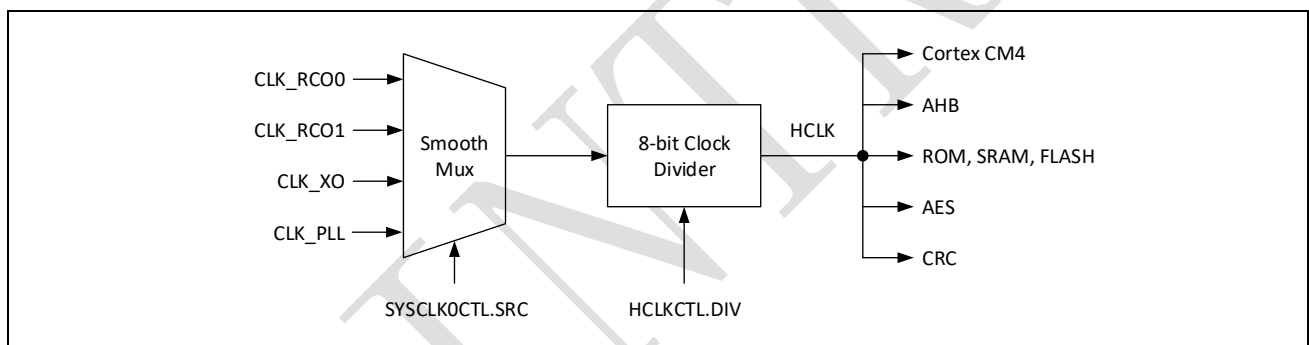 CLK_RCO0
CLK_RCO1
CLK_XO
CLK_PLL
Smooth
Mux
SYSCLK0CTL.SRC
8-bit Clock
Divider
HCLKCTL.DIV
HCLK
Cortex CM4
AHB
ROM, SRAM, FLASH
AES
CRC